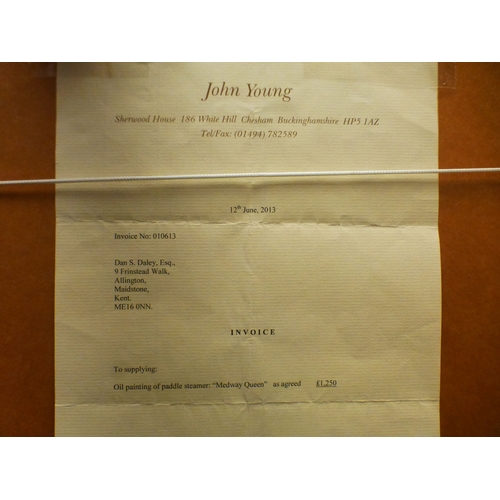 John Young
Sherwood House 186 White Hill Chesham Buckinghamshire HP5 1AZ
Tel/Fax: (01494) 782589
12th June, 2013
Invoice No: 010613
Dan S. Daley, Esq.,
9 Frinstead Walk,
Allington,
Maidstone,
Kent.
ME16 0NN.
INVOICE
To supplying:
Oil painting of paddle steamer: "Medway Queen" as agreed £1,250